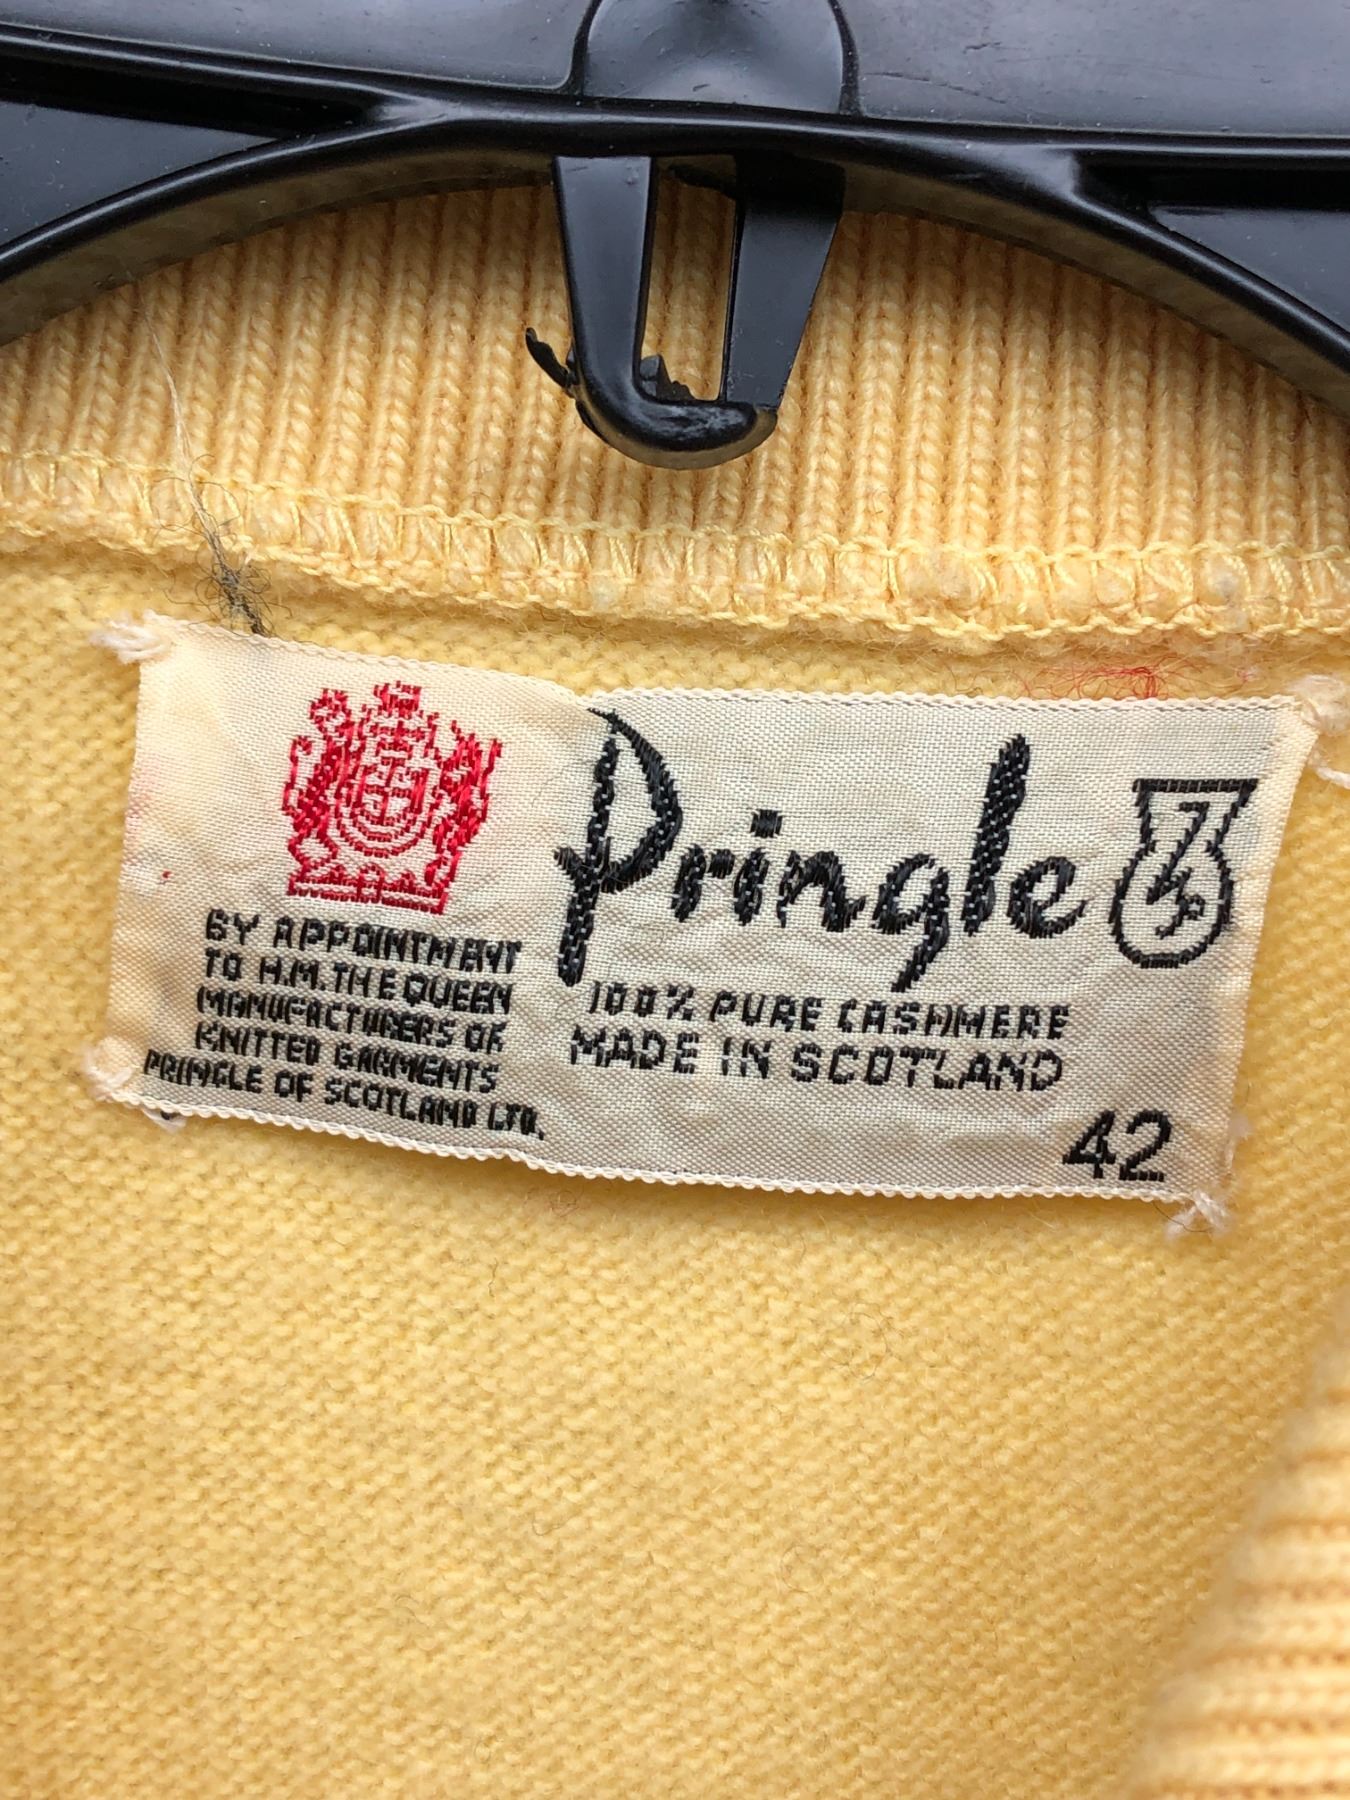 BY APPOINTMENT
TO H.M. THE QUEEN
MANUFACTURERS OF
KNITTED GARMENTS
PRINGLE OF SCOTLAND LTD.
Pringle
100% PURE CASHMERE
MADE IN SCOTLAND
42